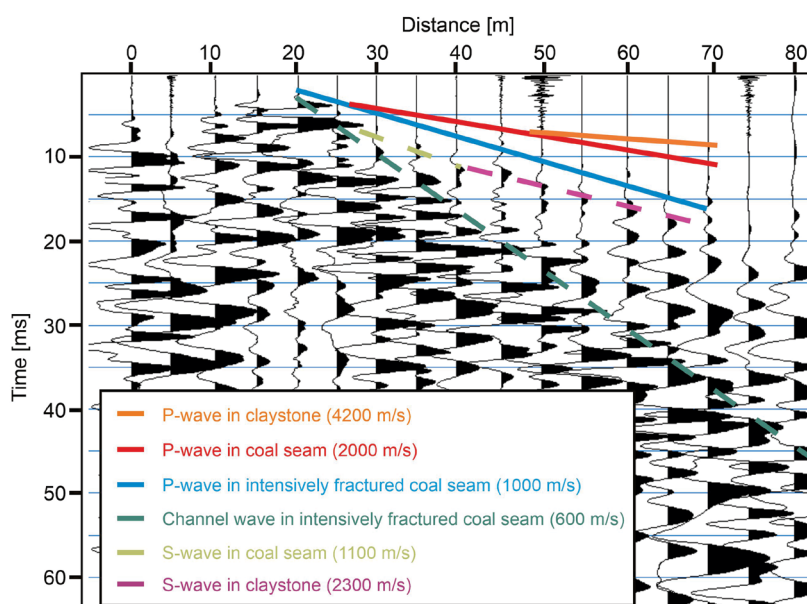 Distance [m]
0 10 20 30 40 50 60 70 80
Time [ms]
10
20
30
40
50
60
P-wave in claystone (4200 m/s)
P-wave in coal seam (2000 m/s)
P-wave in intensively fractured coal seam (1000 m/s)
Channel wave in intensively fractured coal seam (600 m/s)
S-wave in coal seam (1100 m/s)
S-wave in claystone (2300 m/s)